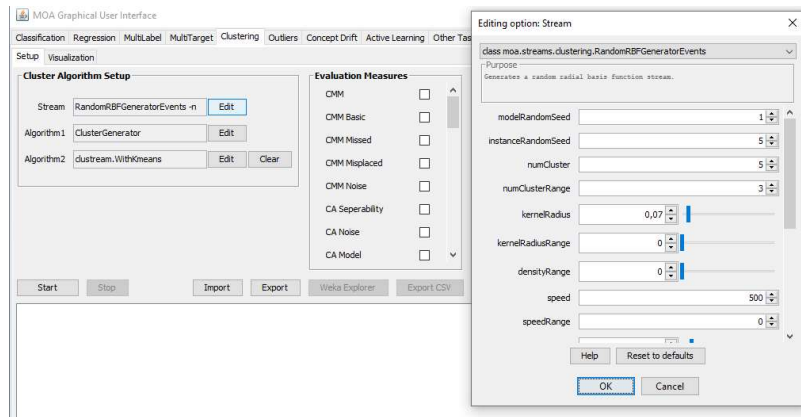 MOA Graphical User Interface
Classification Regression MultiLabel MultiTarget Clustering Outliers Concept Drift Active Learning Other Tas
Setup Visualization
Cluster Algorithm Setup
Stream RandomRBFGeneratorEvents -n Edit
Algorithm1 ClusterGenerator Edit
Algorithm2 clustream.WithKmeans Edit Clear
Evaluation Measures
CMM
CMM Basic
CMM Missed
CMM Misplaced
CMM Noise
CA Seperability
CA Noise
CA Model
Start Stop Import Export Weka Explorer Export CSV
Editing option: Stream
class moa.streams.clustering.RandomRBFGeneratorEvents
Purpose
Generates a random radial basis function stream.
modelRandomSeed 1
instanceRandomSeed 5
numCluster 5
numClusterRange 3
kernelRadius 0,07
kernelRadiusRange 0
densityRange 0
speed 500
speedRange 0
Help Reset to defaults
OK Cancel